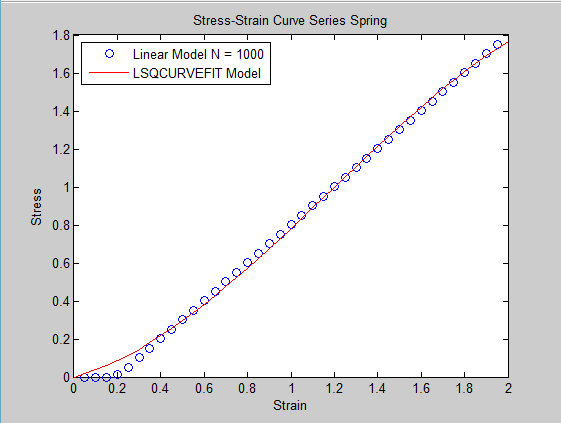 Stress-Strain Curve Series Spring
1.8
1.6
1.4
1.2
1
0.8
0.6
0.4
0.2
0
Stress
Linear Model N = 1000
LSQCURVEFIT Model
0 0.2 0.4 0.6 0.8 1 1.2 1.4 1.6 1.8 2
Strain